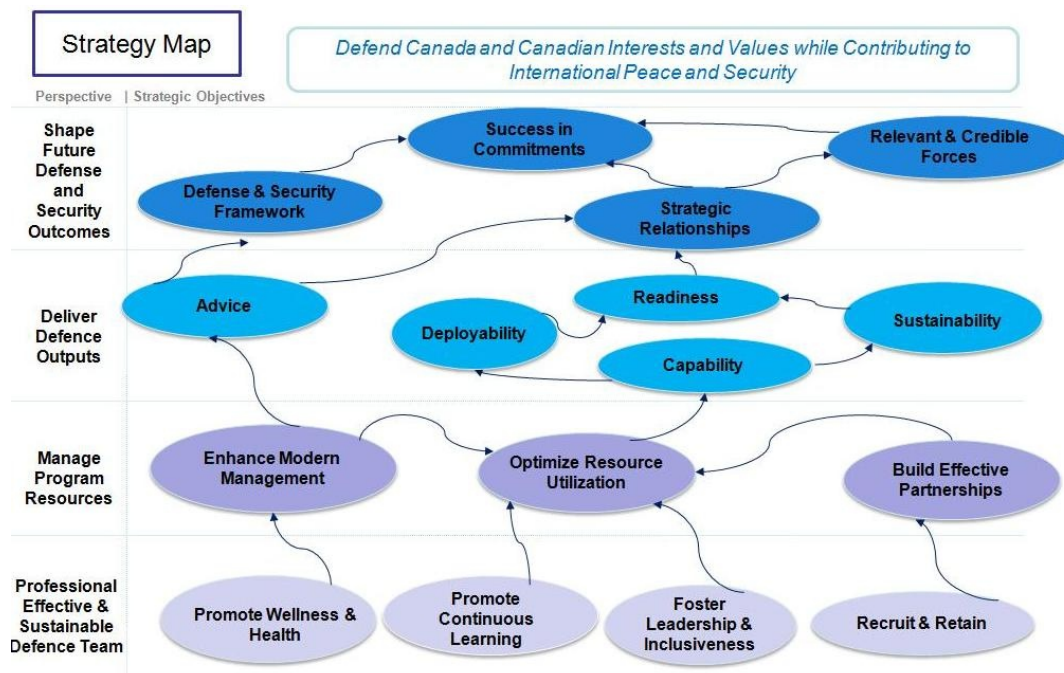 Strategy Map
Defend Canada and Canadian Interests and Values while Contributing to
International Peace and Security
Perspective | Strategic Objectives
Shape
Future
Defense and
Security
Outcomes
Success in
Commitments
Relevant & Credible
Forces
Defense & Security
Framework
Strategic
Relationships
Deliver
Defence
Outputs
Advice
Readiness
Deployability
Sustainability
Capability
Manage
Program
Resources
Enhance Modern
Management
Optimize Resource
Utilization
Build Effective
Partnerships
Professional
Effective &
Sustainable
Defence Team
Promote Wellness &
Health
Promote
Continuous
Learning
Foster
Leadership &
Inclusiveness
Recruit & Retain